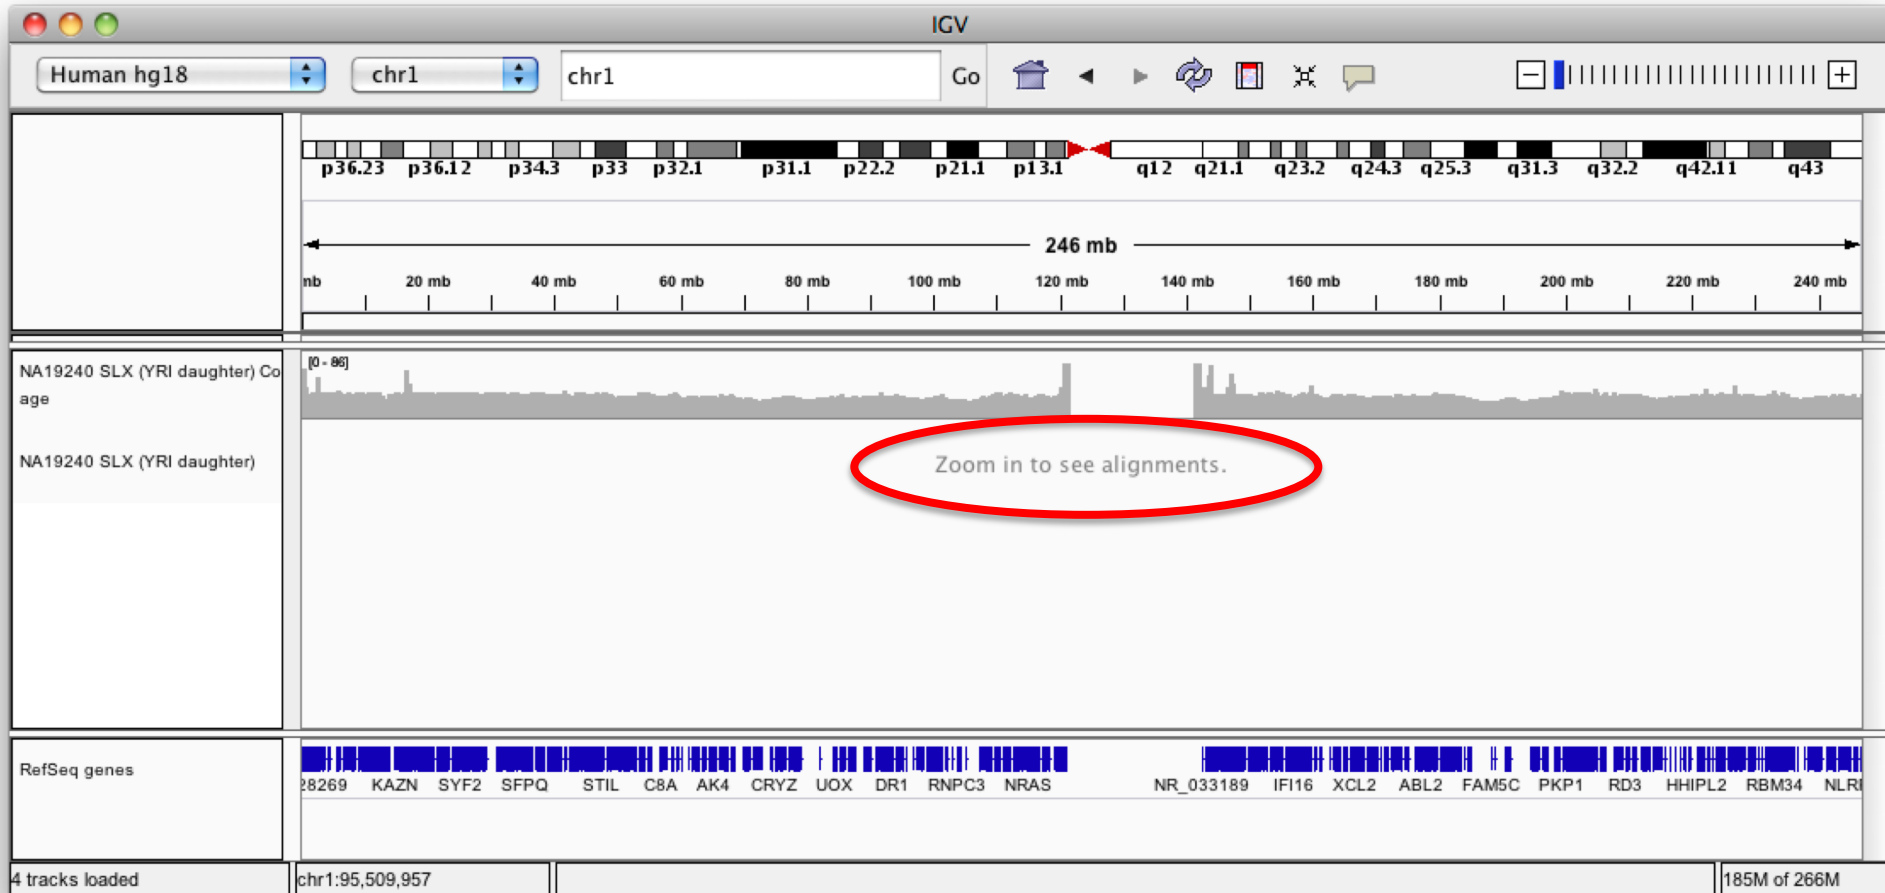 IGV
Human hg18 chr1 chr1 Go
p36.23 p36.12 p34.3 p33 p32.1 p31.1 p22.2 p21.1 p13.1 q12 q21.1 q23.2 q24.3 q25.3 q31.3 q32.2 q42.11 q43
246 mb
mb 20 mb 40 mb 60 mb 80 mb 100 mb 120 mb 140 mb 160 mb 180 mb 200 mb 220 mb 240 mb
NA19240 SLX (YRI daughter) Co
age
[0 - 86]
NA19240 SLX (YRI daughter)
Zoom in to see alignments.
RefSeq genes
28269 KAZN SYF2 SFPQ STIL C8A AK4 CRYZ UOX DR1 RNPC3 NRAS NR_033189 IFI16 XCL2 ABL2 FAM5C PKP1 RD3 HHIPL2 RBM34 NLR
4 tracks loaded chr1:95,509,957 185M of 266M